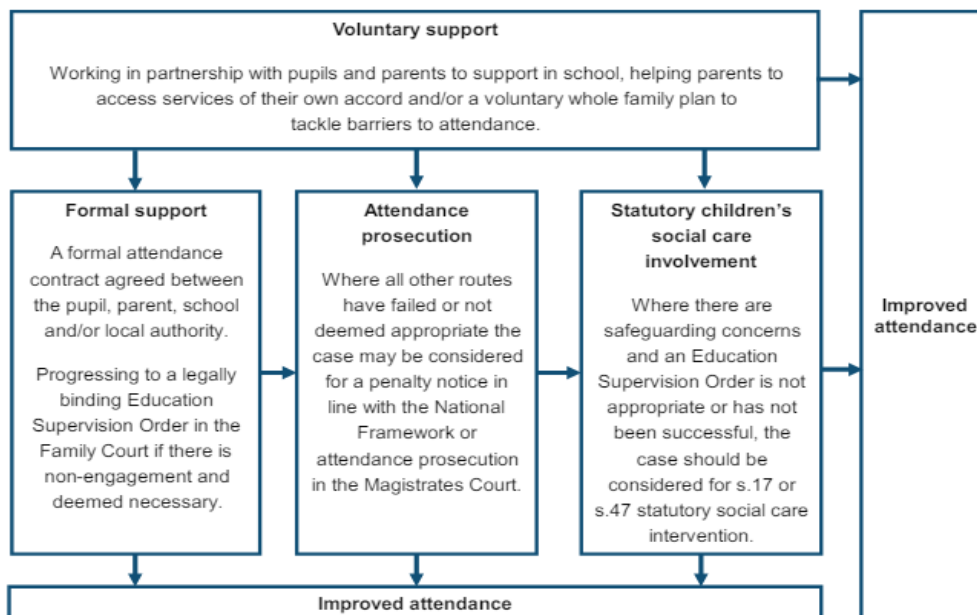 Voluntary support
Working in partnership with pupils and parents to support in school, helping parents to
access services of their own accord and/or a voluntary whole family plan to
tackle barriers to attendance.
Formal support
A formal attendance
contract agreed between
the pupil, parent, school
and/or local authority.
Progressing to a legally
binding Education
Supervision Order in the
Family Court if there is
non-engagement and
deemed necessary.
Attendance
prosecution
Where all other routes
have failed or not
deemed appropriate the
case may be considered
for a penalty notice in
line with the National
Framework or
attendance prosecution
in the Magistrates Court.
Statutory children’s
social care
involvement
Where there are
safeguarding concerns
and an Education
Supervision Order is not
appropriate or has not
been successful, the
case should be
considered for s.17 or
s.47 statutory social care
intervention.
Improved
attendance
Improved attendance